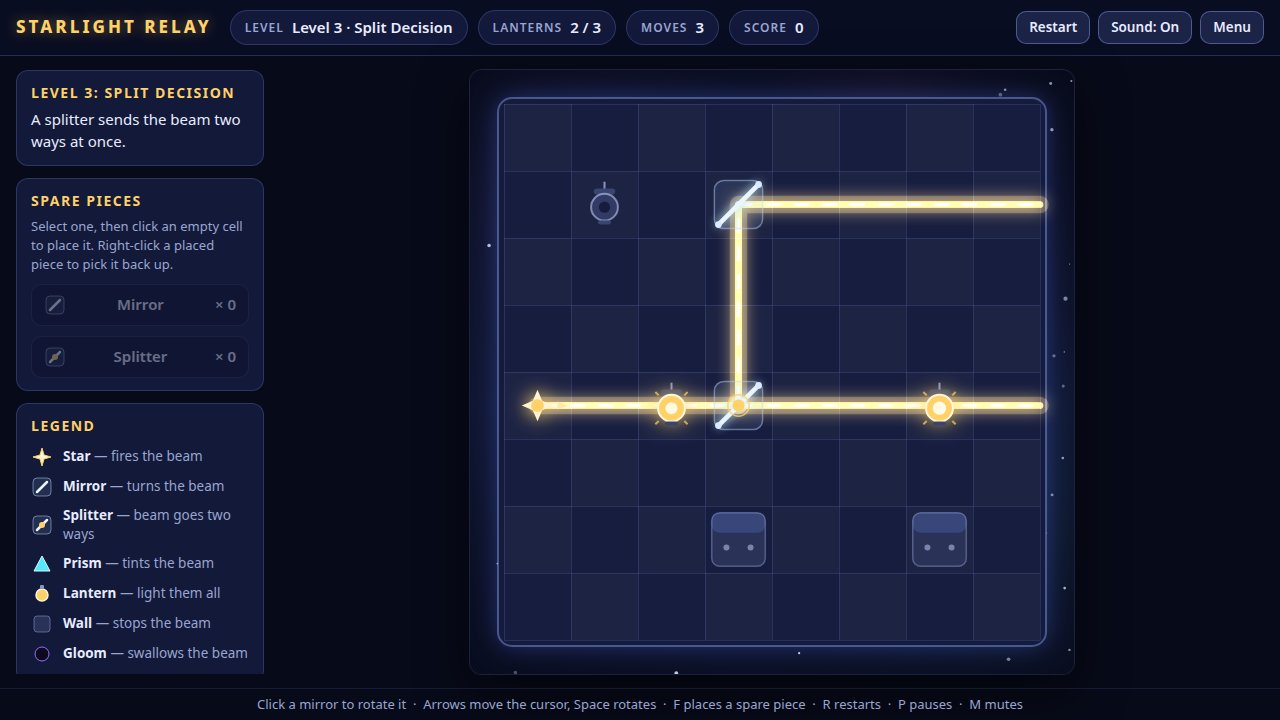 STARLIGHT RELAY
LEVEL Level 3 · Split Decision
LANTERNS 2 / 3
MOVES 3
SCORE 0
Restart
Sound: On
Menu
LEVEL 3: SPLIT DECISION
A splitter sends the beam two
ways at once.
SPARE PIECES
Select one, then click an empty cell
to place it. Right-click a placed
piece to pick it back up.
Mirror × 0
Splitter × 0
LEGEND
Star — fires the beam
Mirror — turns the beam
Splitter — beam goes two
ways
Prism — tints the beam
Lantern — light them all
Wall — stops the beam
Gloom — swallows the beam
Click a mirror to rotate it · Arrows move the cursor, Space rotates · F places a spare piece · R restarts · P pauses · M mutes